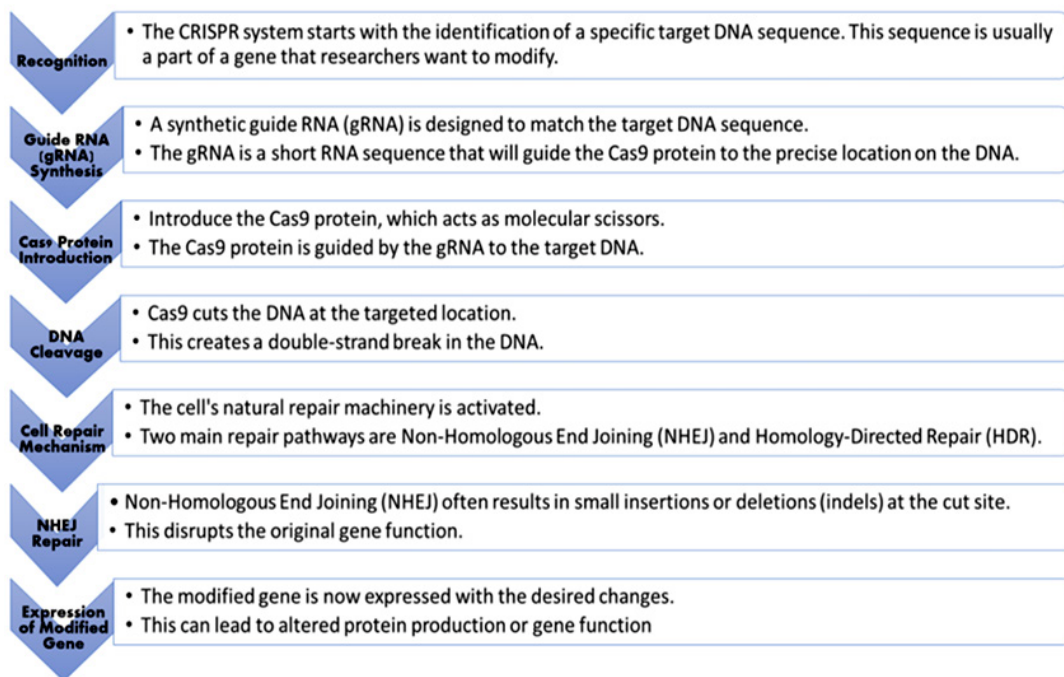 Recognition
• The CRISPR system starts with the identification of a specific target DNA sequence. This sequence is usually
a part of a gene that researchers want to modify.
Guide RNA
(gRNA)
Synthesis
• A synthetic guide RNA (gRNA) is designed to match the target DNA sequence.
• The gRNA is a short RNA sequence that will guide the Cas9 protein to the precise location on the DNA.
Cas9 Protein
Introduction
• Introduce the Cas9 protein, which acts as molecular scissors.
• The Cas9 protein is guided by the gRNA to the target DNA.
DNA
Cleavage
• Cas9 cuts the DNA at the targeted location.
• This creates a double-strand break in the DNA.
Cell Repair
Mechanism
• The cell's natural repair machinery is activated.
• Two main repair pathways are Non-Homologous End Joining (NHEJ) and Homology-Directed Repair (HDR).
NHEJ
Repair
• Non-Homologous End Joining (NHEJ) often results in small insertions or deletions (indels) at the cut site.
• This disrupts the original gene function.
Expression
of Modified
Gene
• The modified gene is now expressed with the desired changes.
• This can lead to altered protein production or gene function